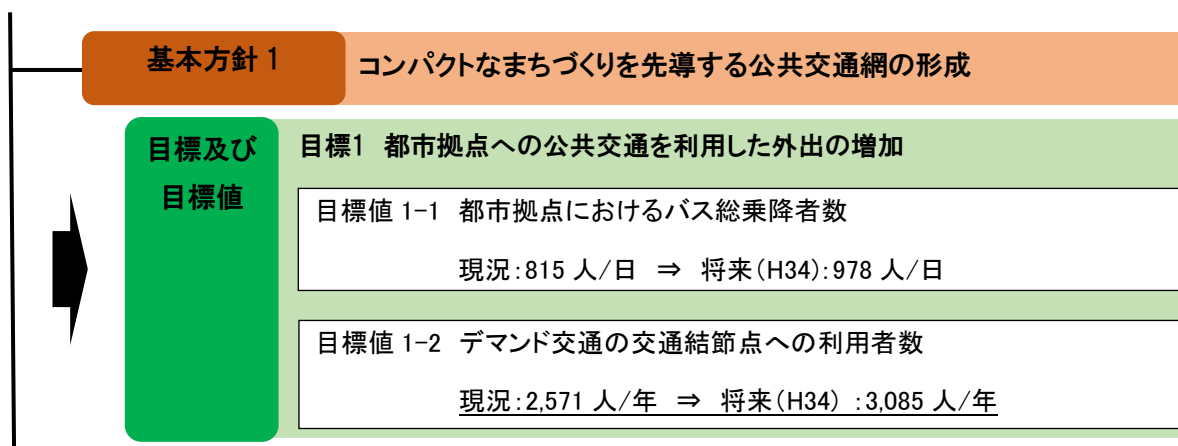 基本方針 1
コンパクトなまちづくりを先導する公共交通網の形成
目標及び
目標値
目標1 都市拠点への公共交通を利用した外出の増加
目標値 1-1 都市拠点におけるバス総乗降者数
現況:815 人/日 ⇒ 将来(H34):978 人/日
目標値 1-2 デマンド交通の交通結節点への利用者数
現況:2,571 人/年 ⇒ 将来(H34) :3,085 人/年